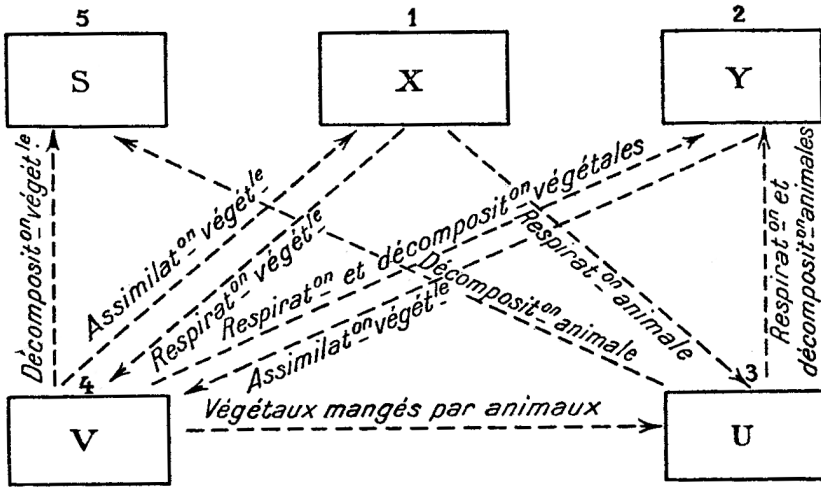 5
1
2
S
X
Y
Décomposit^on végét^le
Assimilat^on végét^le
Respirat^on végét^le
Respirat^on et décomposit^on végétales
Assimilat^on végét^le
Décomposit^on animale
Respirat^on animale
Respirat^on et
décomposit^on animales
4
3
V
Végétaux mangés par animaux
U